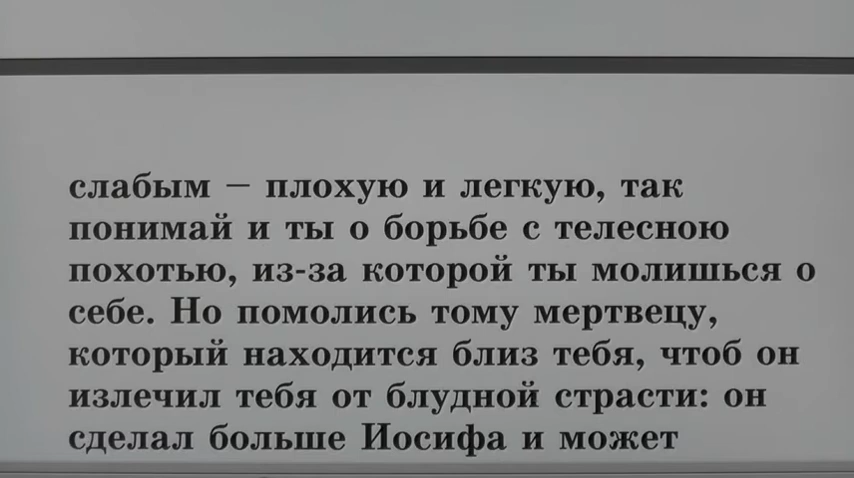 слабым – плохую и легкую, так
понимай и ты о борьбе с телесною
похотью, из-за которой ты молишься о
себе. Но помолись тому мертвецу,
который находится близ тебя, чтоб он
излечил тебя от блудной страсти: он
сделал больше Иосифа и может